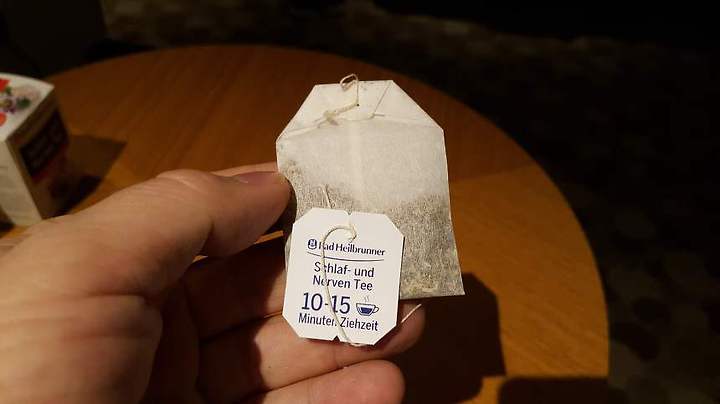 Bad Heilbrunner
Schlaf- und
Nerven Tee
10-15
Minuten Ziehzeit